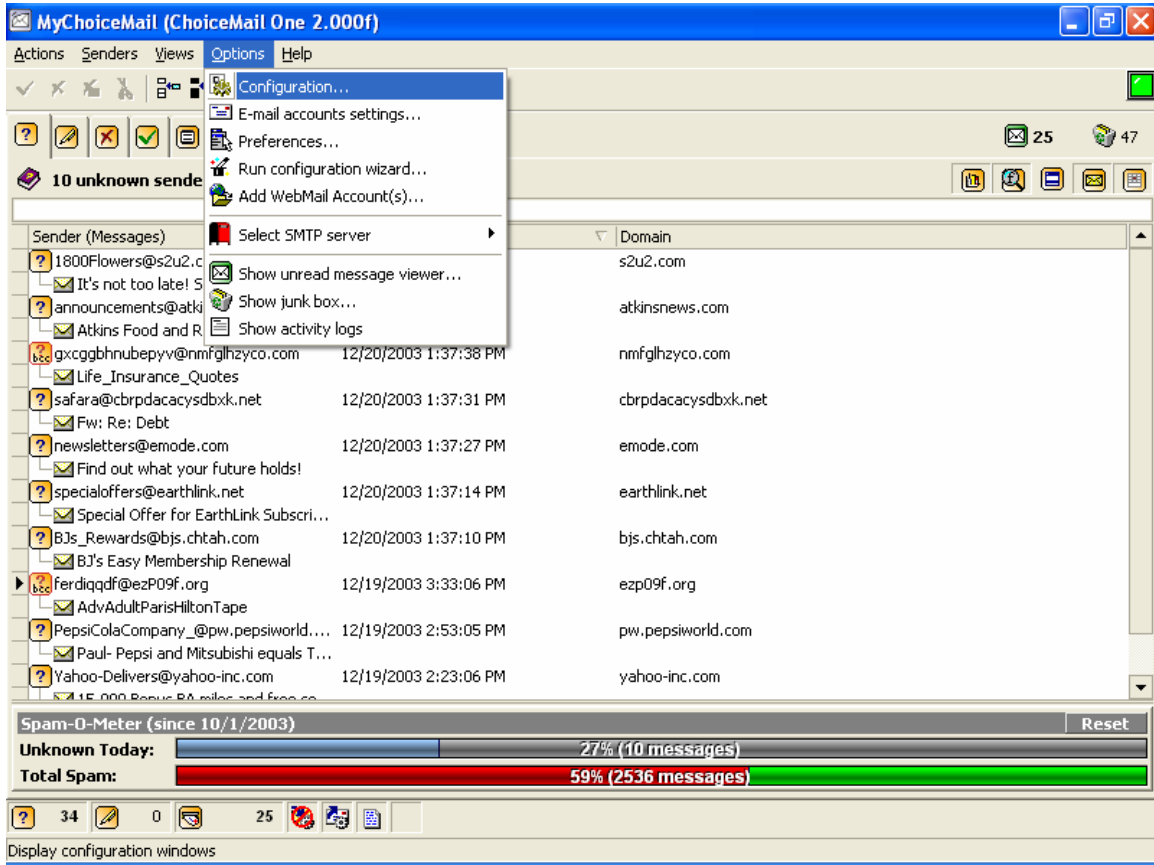 MyChoiceMail (ChoiceMail One 2.000f)
Actions Senders Views Options Help
Configuration...
E-mail accounts settings...
Preferences...
Run configuration wizard...
Add WebMail Account(s)...
Select SMTP server
Show unread message viewer...
Show junk box...
Show activity logs
25 47
10 unknown sende
Sender (Messages) Domain
1800Flowers@s2u2.c s2u2.com
It's not too late! S
announcements@atki atkinsnews.com
Atkins Food and R
gxcggbhnubepyv@nmfglhzyco.com 12/20/2003 1:37:38 PM nmfglhzyco.com
Life_Insurance_Quotes
safara@cbrpdacacysdbxk.net 12/20/2003 1:37:31 PM cbrpdacacysdbxk.net
Fw: Re: Debt
newsletters@emode.com 12/20/2003 1:37:27 PM emode.com
Find out what your future holds!
specialoffers@earthlink.net 12/20/2003 1:37:14 PM earthlink.net
Special Offer for EarthLink Subscri...
BJs_Rewards@bjs.chtah.com 12/20/2003 1:37:10 PM bjs.chtah.com
BJ's Easy Membership Renewal
ferdiqqdf@ezP09f.org 12/19/2003 3:33:06 PM ezp09f.org
AdvAdultParisHiltonTape
PepsiColaCompany_@pw.pepsiworld.... 12/19/2003 2:53:05 PM pw.pepsiworld.com
Paul- Pepsi and Mitsubishi equals T...
Yahoo-Delivers@yahoo-inc.com 12/19/2003 2:23:06 PM yahoo-inc.com
Spam-O-Meter (since 10/1/2003) Reset
Unknown Today: 27% (10 messages)
Total Spam: 59% (2536 messages)
34 0 25
Display configuration windows